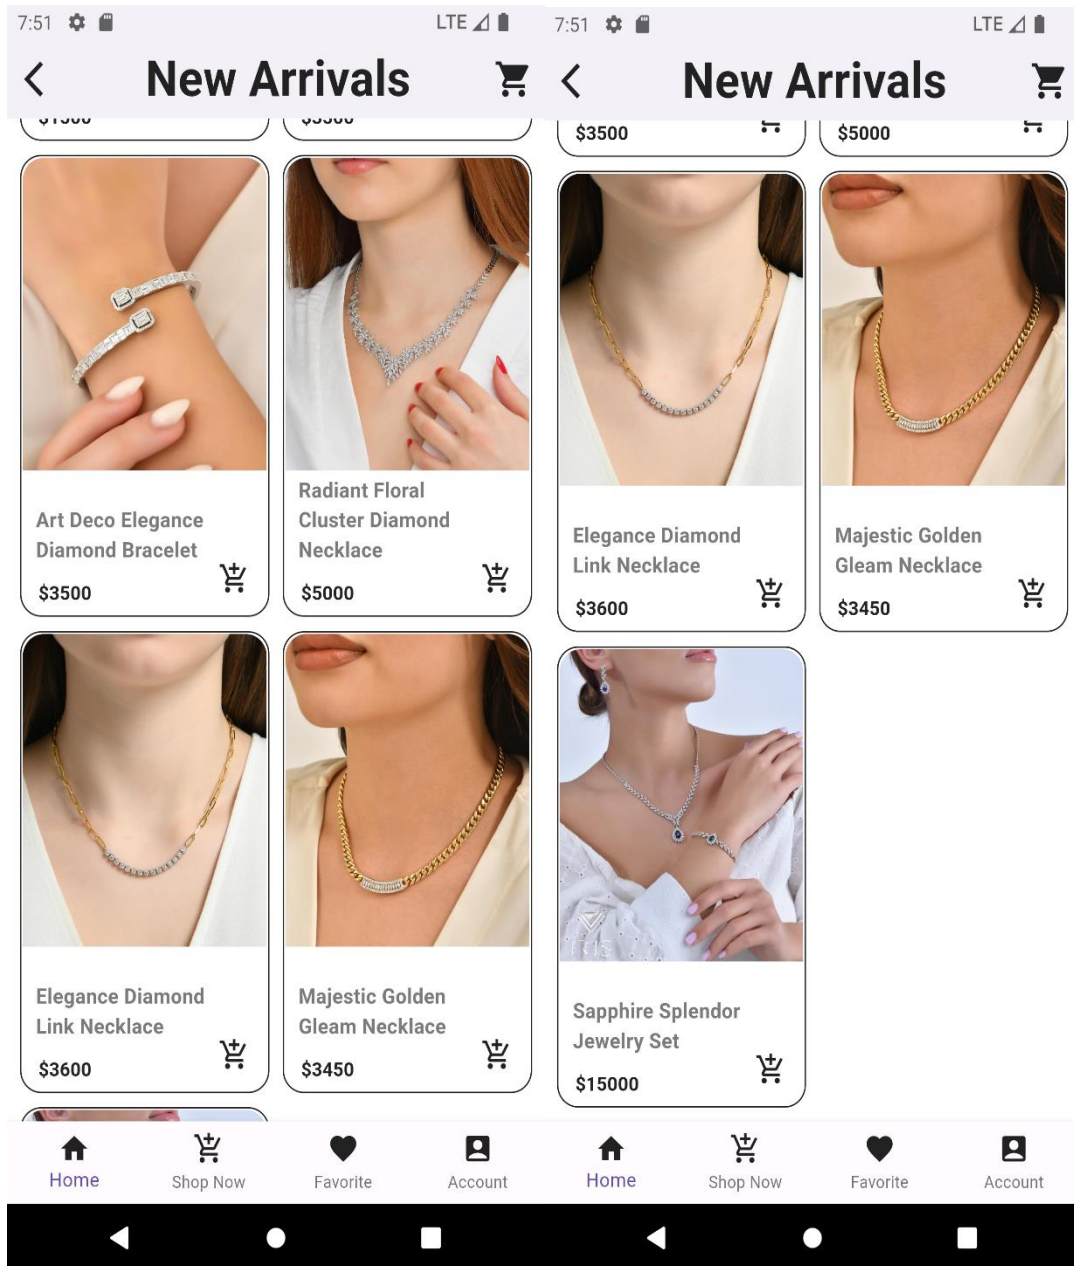 7:51
LTE
New Arrivals
$1500
$3500
Art Deco Elegance
Diamond Bracelet
$3500
Radiant Floral
Cluster Diamond
Necklace
$5000
Elegance Diamond
Link Necklace
$3600
Majestic Golden
Gleam Necklace
$3450
Home
Shop Now
Favorite
Account
7:51
LTE
New Arrivals
$3500
$5000
Elegance Diamond
Link Necklace
$3600
Majestic Golden
Gleam Necklace
$3450
Sapphire Splendor
Jewelry Set
$15000
Home
Shop Now
Favorite
Account